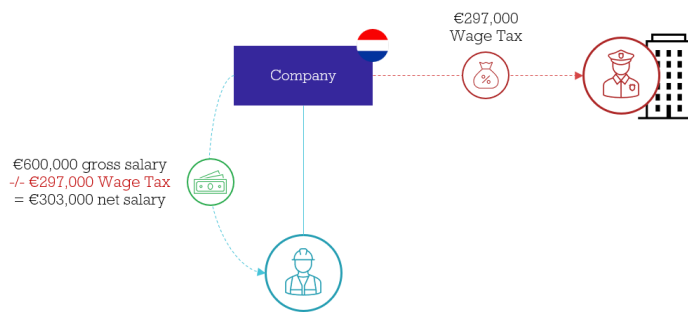 €297,000
Wage Tax
Company
%
€600,000 gross salary
-/- €297,000 Wage Tax
= €303,000 net salary